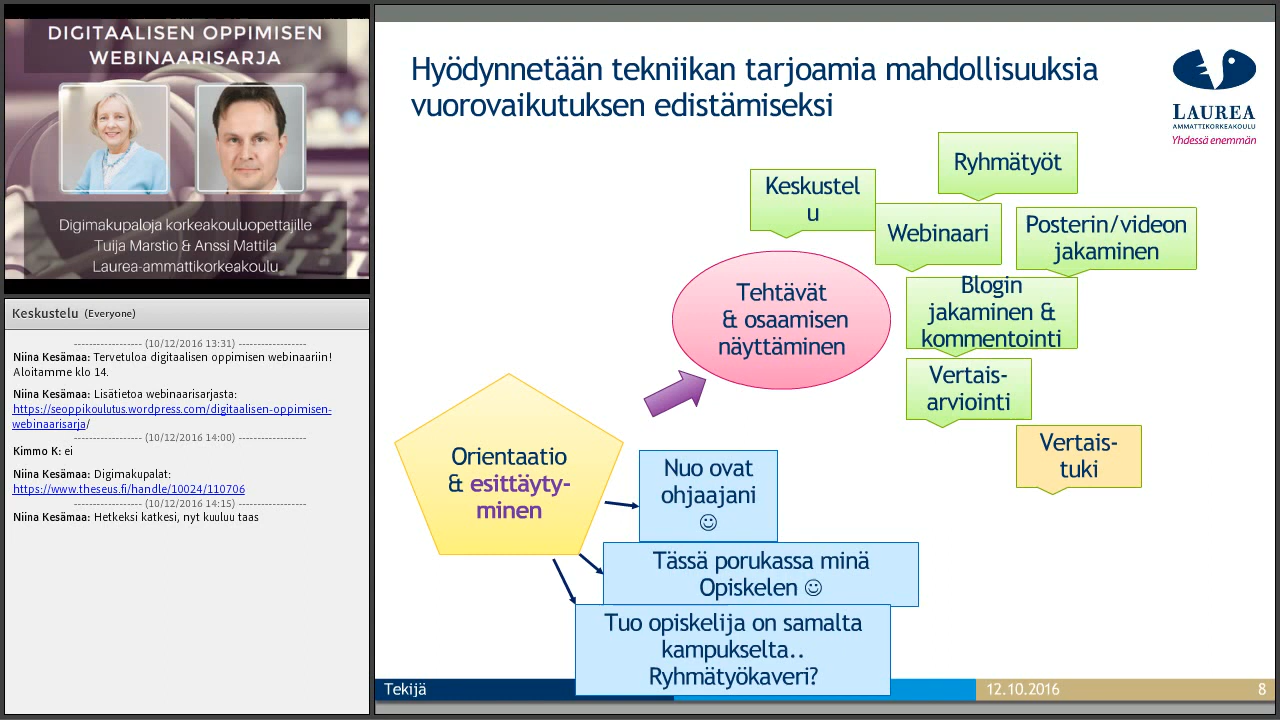 DIGITAALISEN OPPIMISEN
WEBINAARISARJA
Digimakupaloja korkeakouluopettajille
Tuija Marstio & Anssi Mattila
Laurea-ammattikorkeakoulu
Keskustelu (Everyone)
------------------ (10/12/2016 13:31) ------------------
Niina Kesämaa: Tervetuloa digitaalisen oppimisen webinaariin!
Aloitamme klo 14.
Niina Kesämaa: Lisätietoa webinaarisarjasta:
https://seoppikoulutus.wordpress.com/digitaalisen-oppimisen-
webinaarisarja/
------------------ (10/12/2016 14:00) ------------------
Kimmo K: ei
Niina Kesämaa: Digimakupalat:
https://www.theseus.fi/handle/10024/110706
------------------ (10/12/2016 14:15) ------------------
Niina Kesämaa: Hetkeksi katkesi, nyt kuuluu taas
Hyödynnetään tekniikan tarjoamia mahdollisuuksia
vuorovaikutuksen edistämiseksi
LAUREA
AMMATTIKORKEAKOULU
Yhdessä enemmän
Ryhmätyöt
Keskustel
u
Webinaari
Posterin/videon
jakaminen
Tehtävät
& osaamisen
näyttäminen
Blogin
jakaminen &
kommentointi
Vertais-
arviointi
Vertais-
tuki
Orientaatio
& esittäyty-
minen
Nuo ovat
ohjaajani
☺
Tässä porukassa minä
Opiskelen ☺
Tuo opiskelija on samalta
kampukselta..
Ryhmätyökaveri?
Tekijä
12.10.2016
8